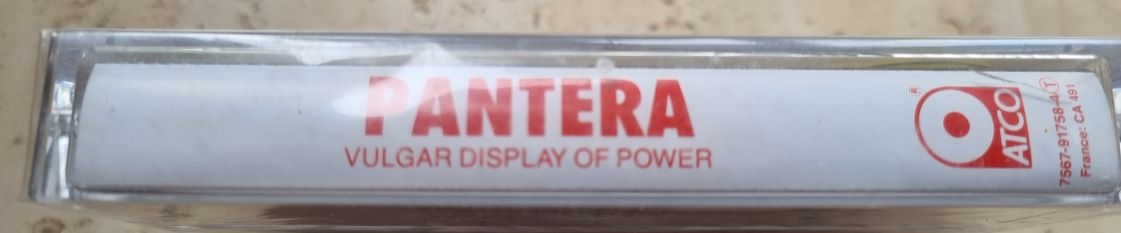 PANTERA
VULGAR DISPLAY OF POWER
®
ATCO
7567-91758-4 Ⓣ
France: CA 491